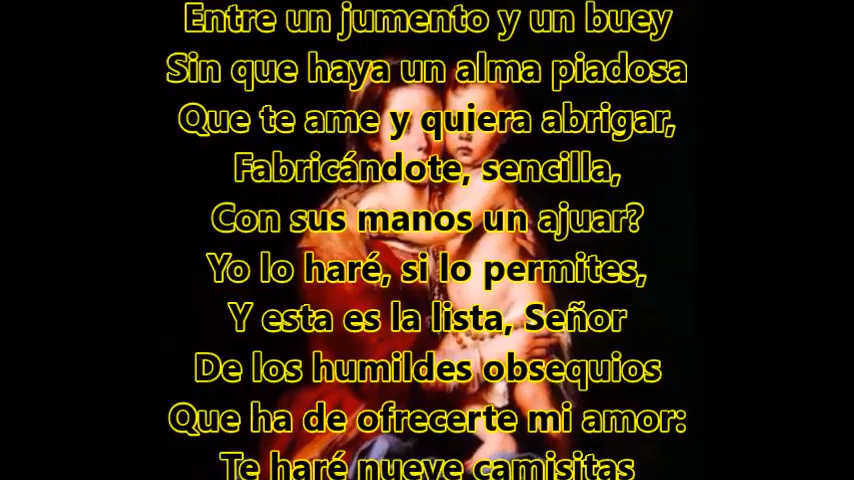 Entre un jumento y un buey
Sin que haya un alma piadosa
Que te ame y quiera abrigar,
Fabricándote, sencilla,
Con sus manos un ajuar?
Yo lo haré, si lo permites,
Y esta es la lista, Señor
De los humildes obsequios
Que ha de ofrecerte mi amor:
Te haré nueve camisitas